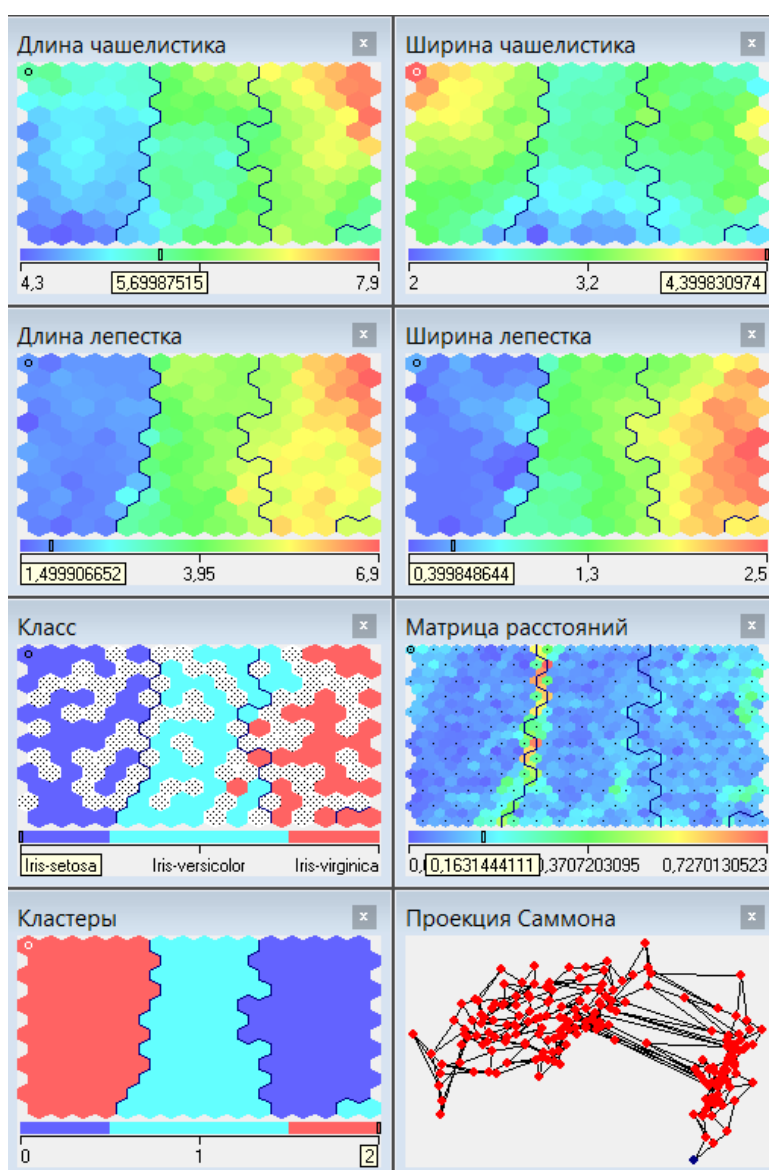 Длина чашелистика
4,3 5,69987515 7,9
Ширина чашелистика
2 3,2 4,399830974
Длина лепестка
1,499906652 3,95 6,9
Ширина лепестка
0,399848644 1,3 2,5
Класс
Iris-setosa Iris-versicolor Iris-virginica
Матрица расстояний
0,1631444111 ,3707203095 0,7270130523
Кластеры
0 1 2
Проекция Саммона